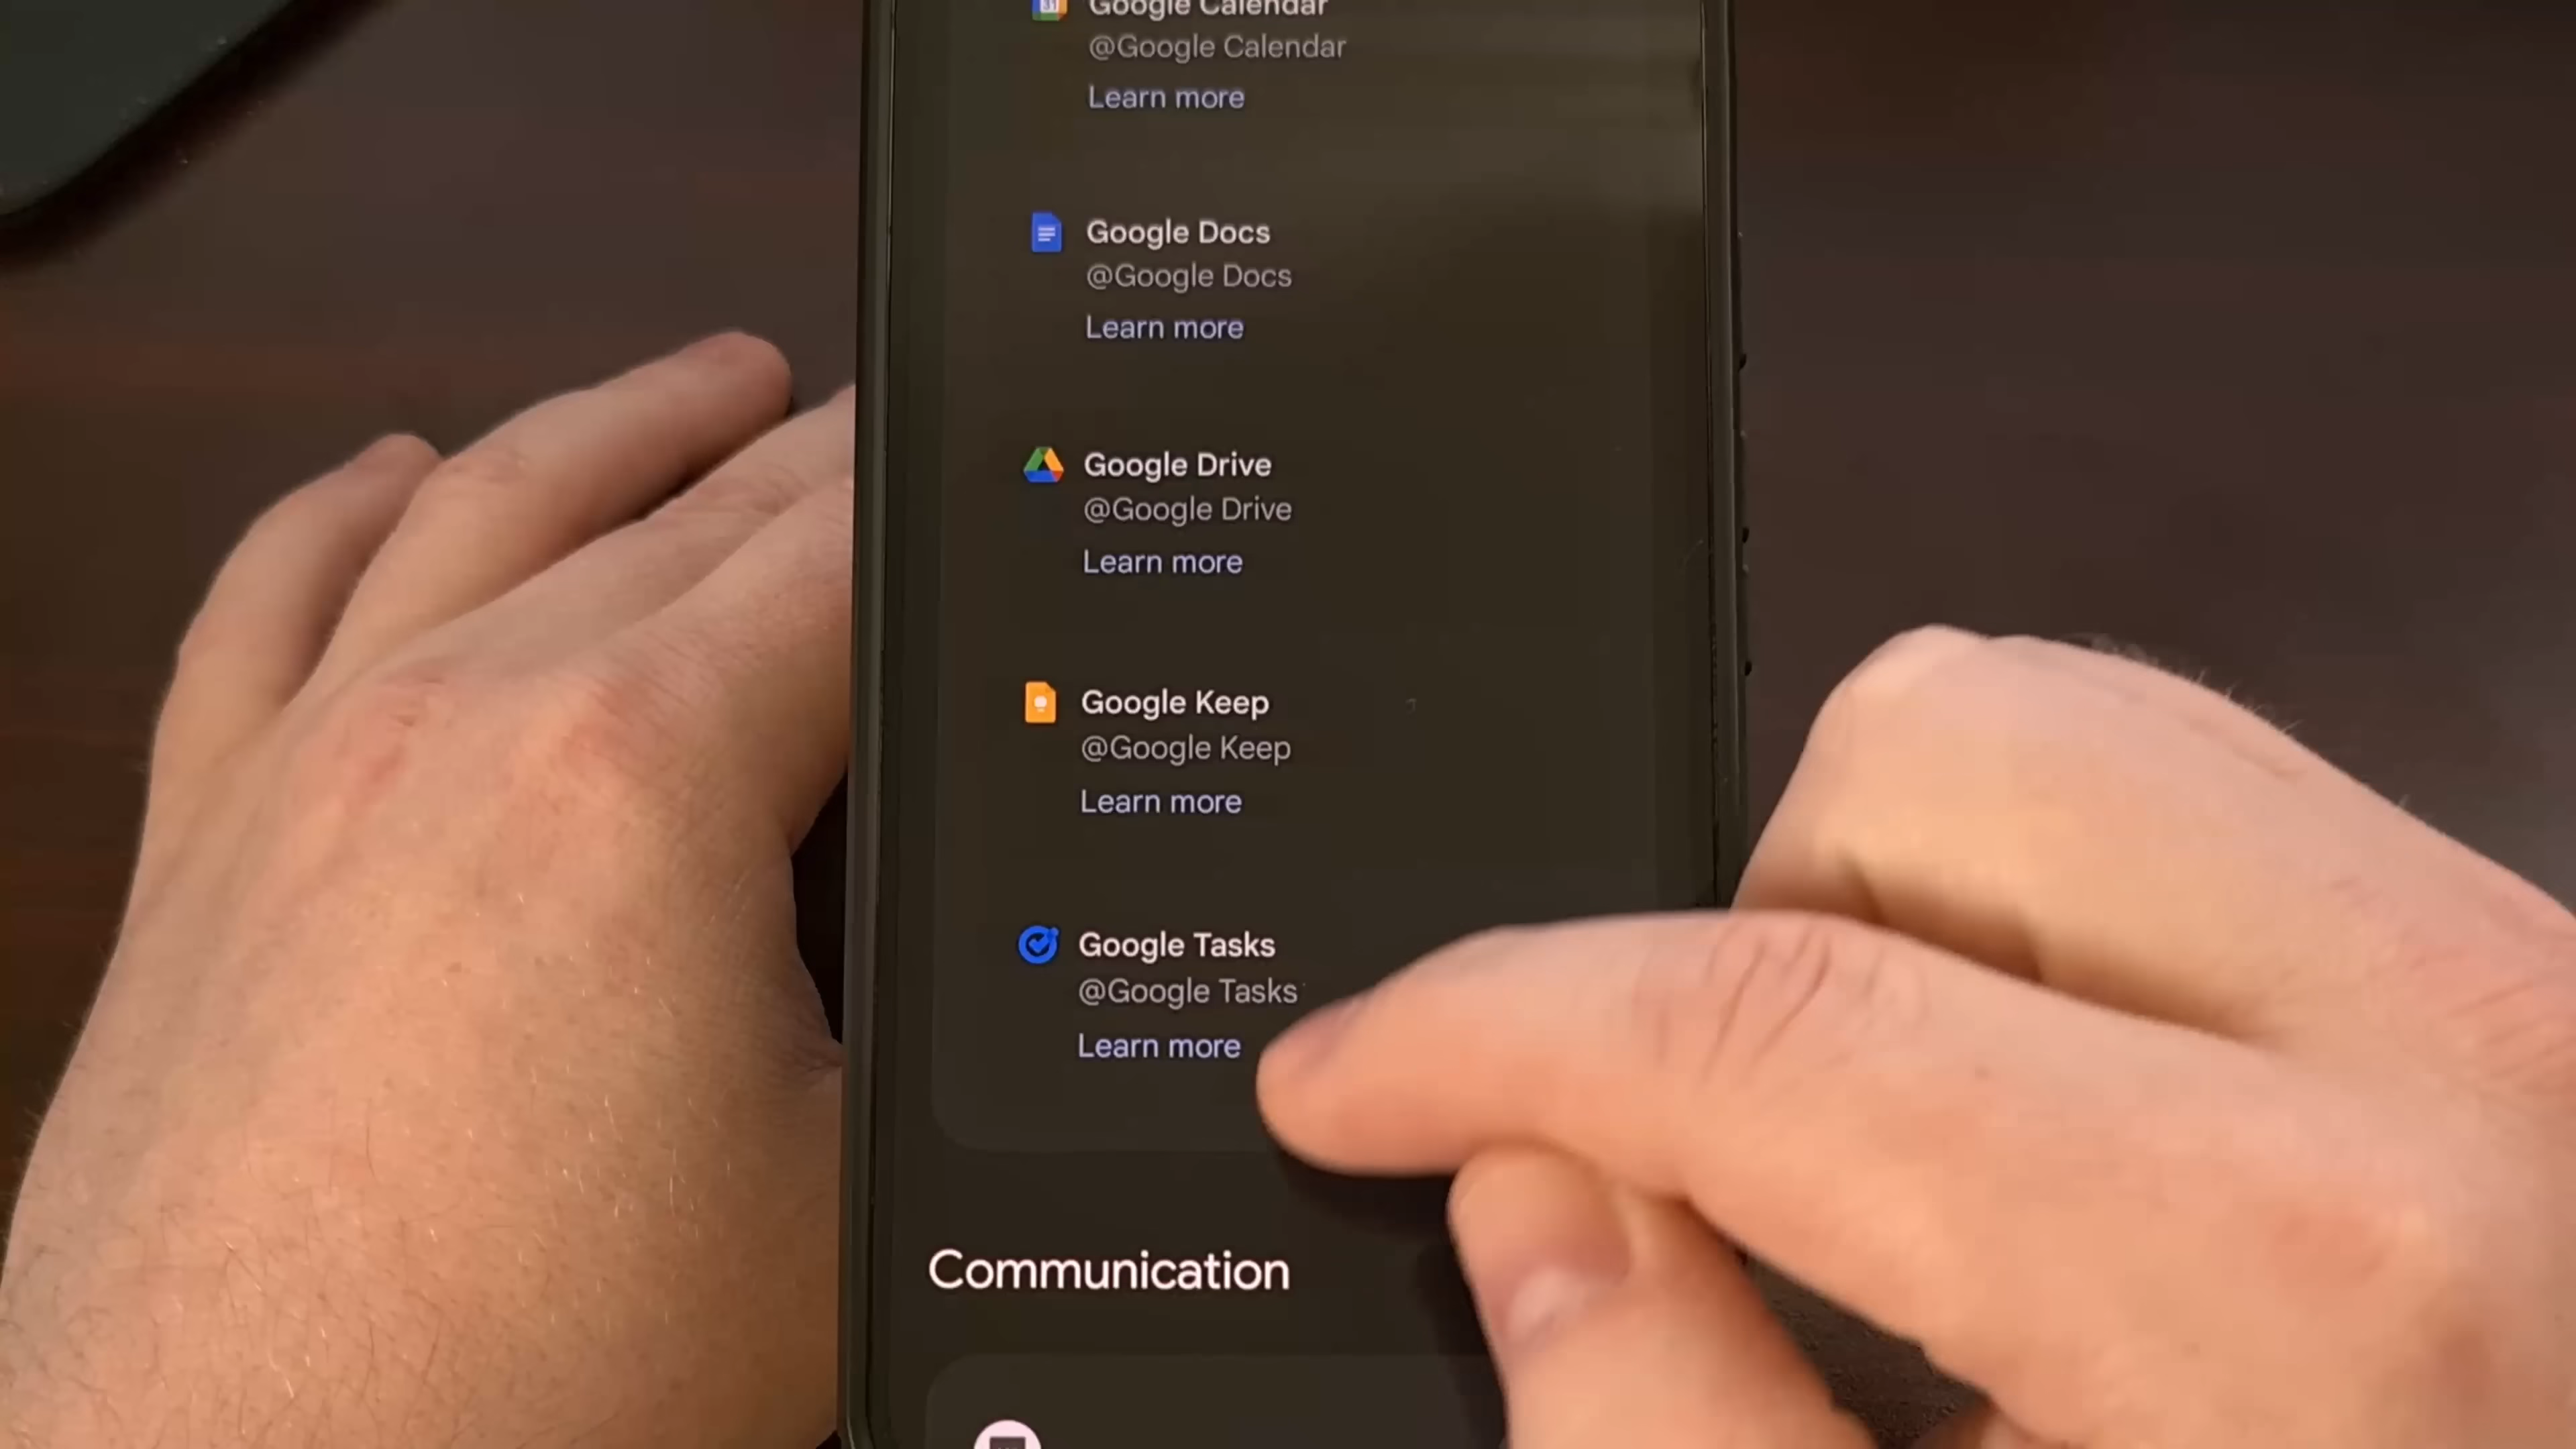 Google Calendar
@Google Calendar
Learn more
Google Docs
@Google Docs
Learn more
Google Drive
@Google Drive
Learn more
Google Keep
@Google Keep
Learn more
Google Tasks
@Google Tasks
Learn more
Communication